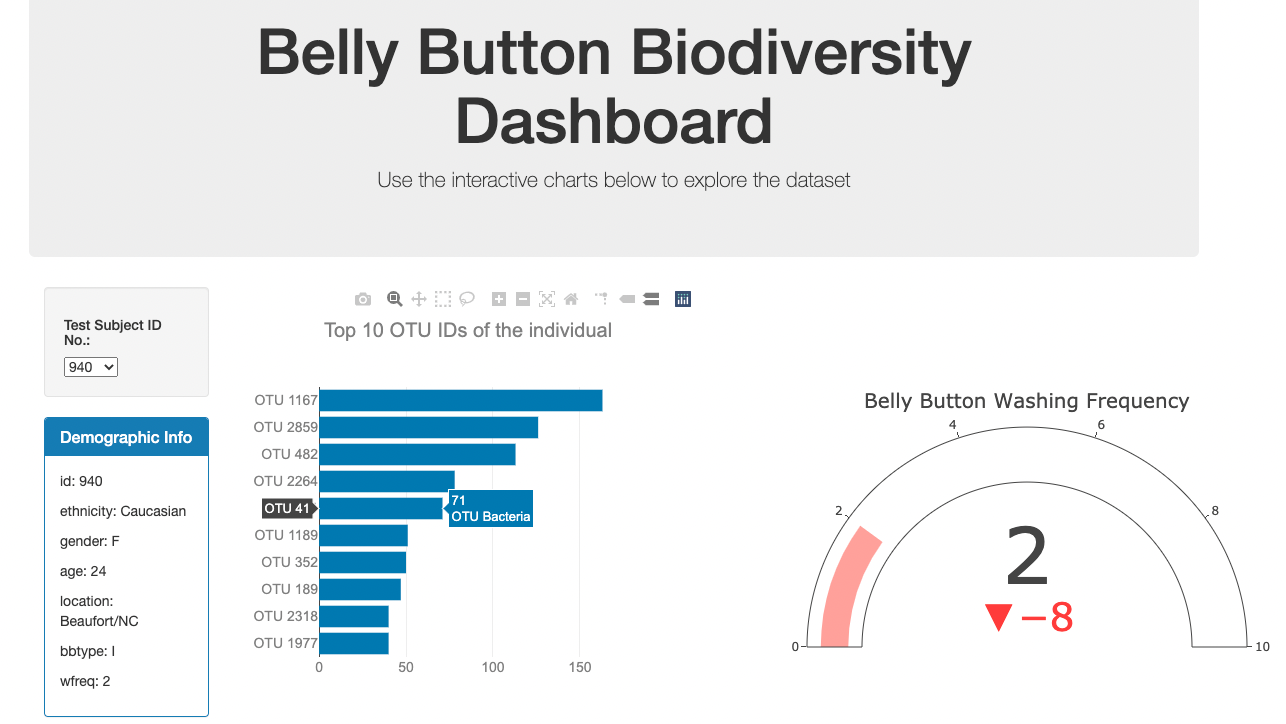 Belly Button Biodiversity
Dashboard
Use the interactive charts below to explore the dataset
Test Subject ID
No.:
940
Demographic Info
id: 940
ethnicity: Caucasian
gender: F
age: 24
location:
Beaufort/NC
bbtype: I
wfreq: 2
Top 10 OTU IDs of the individual
OTU 1167
OTU 2859
OTU 482
OTU 2264
OTU 41
71
OTU Bacteria
OTU 1189
OTU 352
OTU 189
OTU 2318
OTU 1977
0 50 100 150
Belly Button Washing Frequency
4 6
2 8
2
▼−8
0 10